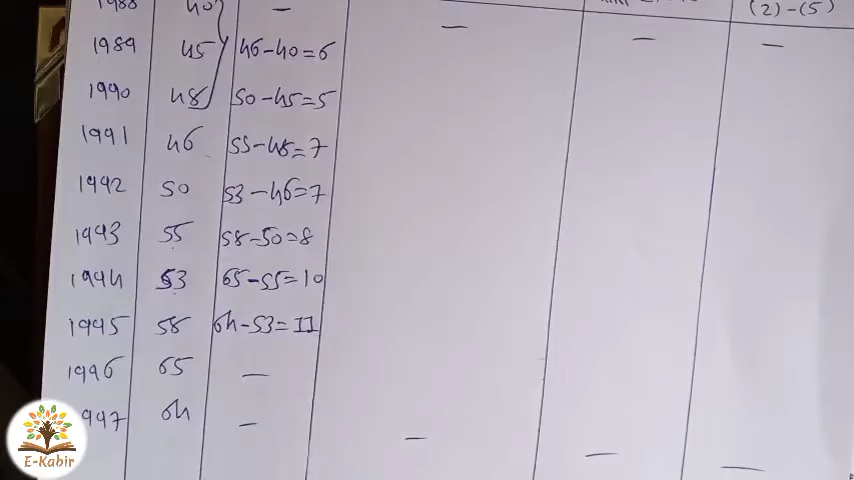 1988 40 —
(2)-(5)
1989 45 46-40=6 — — —
1990 48 50-45=5
1991 46 55-48=7
1992 50 53-46=7
1993 55 58-50=8
1994 53 65-55=10
1995 58 64-53=11
1996 65 —
1997 64 — — — —
E-Kabir